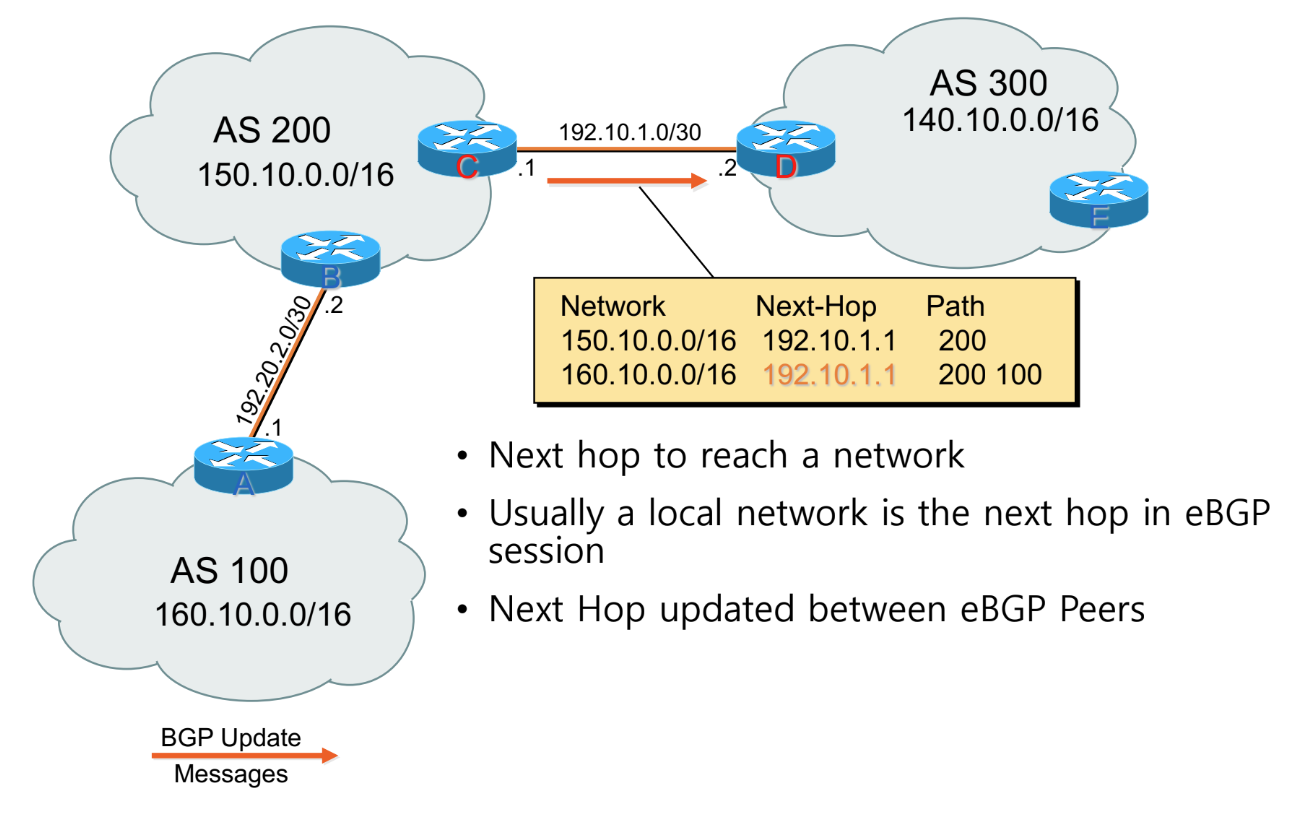 AS 200
150.10.0.0/16
C
192.10.1.0/30
.1
.2
D
AS 300
140.10.0.0/16
E
B
.2
192.20.2.0/30
.1
A
AS 100
160.10.0.0/16
Network Next-Hop Path
150.10.0.0/16 192.10.1.1 200
160.10.0.0/16 192.10.1.1 200 100
• Next hop to reach a network
• Usually a local network is the next hop in eBGP
session
• Next Hop updated between eBGP Peers
BGP Update
Messages